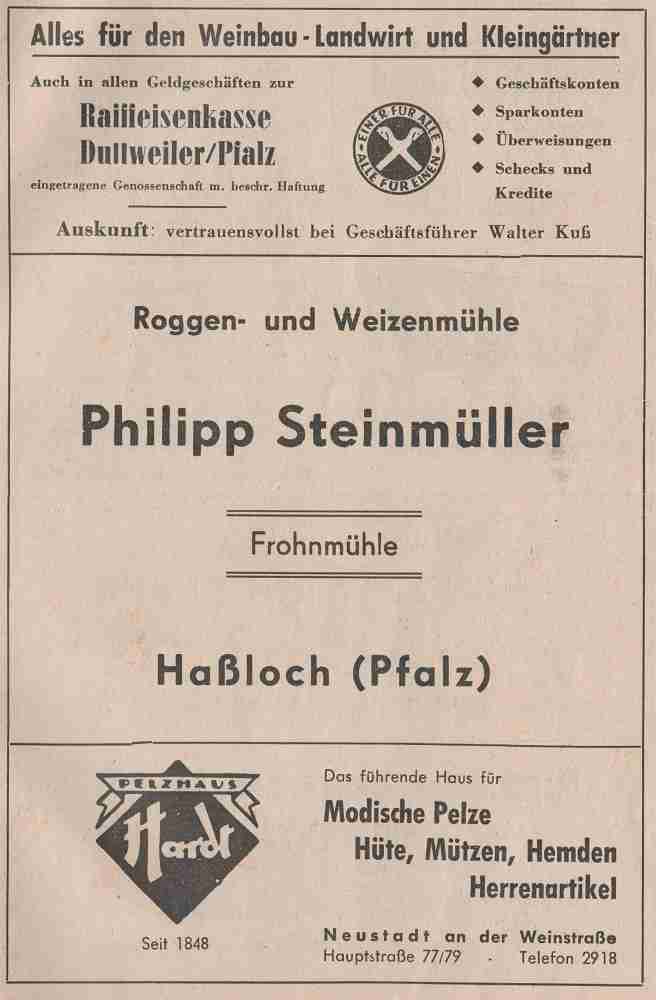 Alles für den Weinbau - Landwirt und Kleingärtner
Auch in allen Geldgeschäften zur
Raiffeisenkasse
Duttweiler/Pfalz
eingetragene Genossenschaft m. beschr. Haftung
EINER FÜR ALLE
ALLE FÜR EINEN
◆ Geschäftskonten
◆ Sparkonten
◆ Überweisungen
◆ Schecks und
Kredite
Auskunft: vertrauensvollst bei Geschäftsführer Walter Kuß
Roggen- und Weizenmühle
Philipp Steinmüller
Frohnmühle
Haßloch (Pfalz)
PELZHAUS
Hardt
Seit 1848
Das führende Haus für
Modische Pelze
Hüte, Mützen, Hemden
Herrenartikel
Neustadt an der Weinstraße
Hauptstraße 77/79 - Telefon 2918